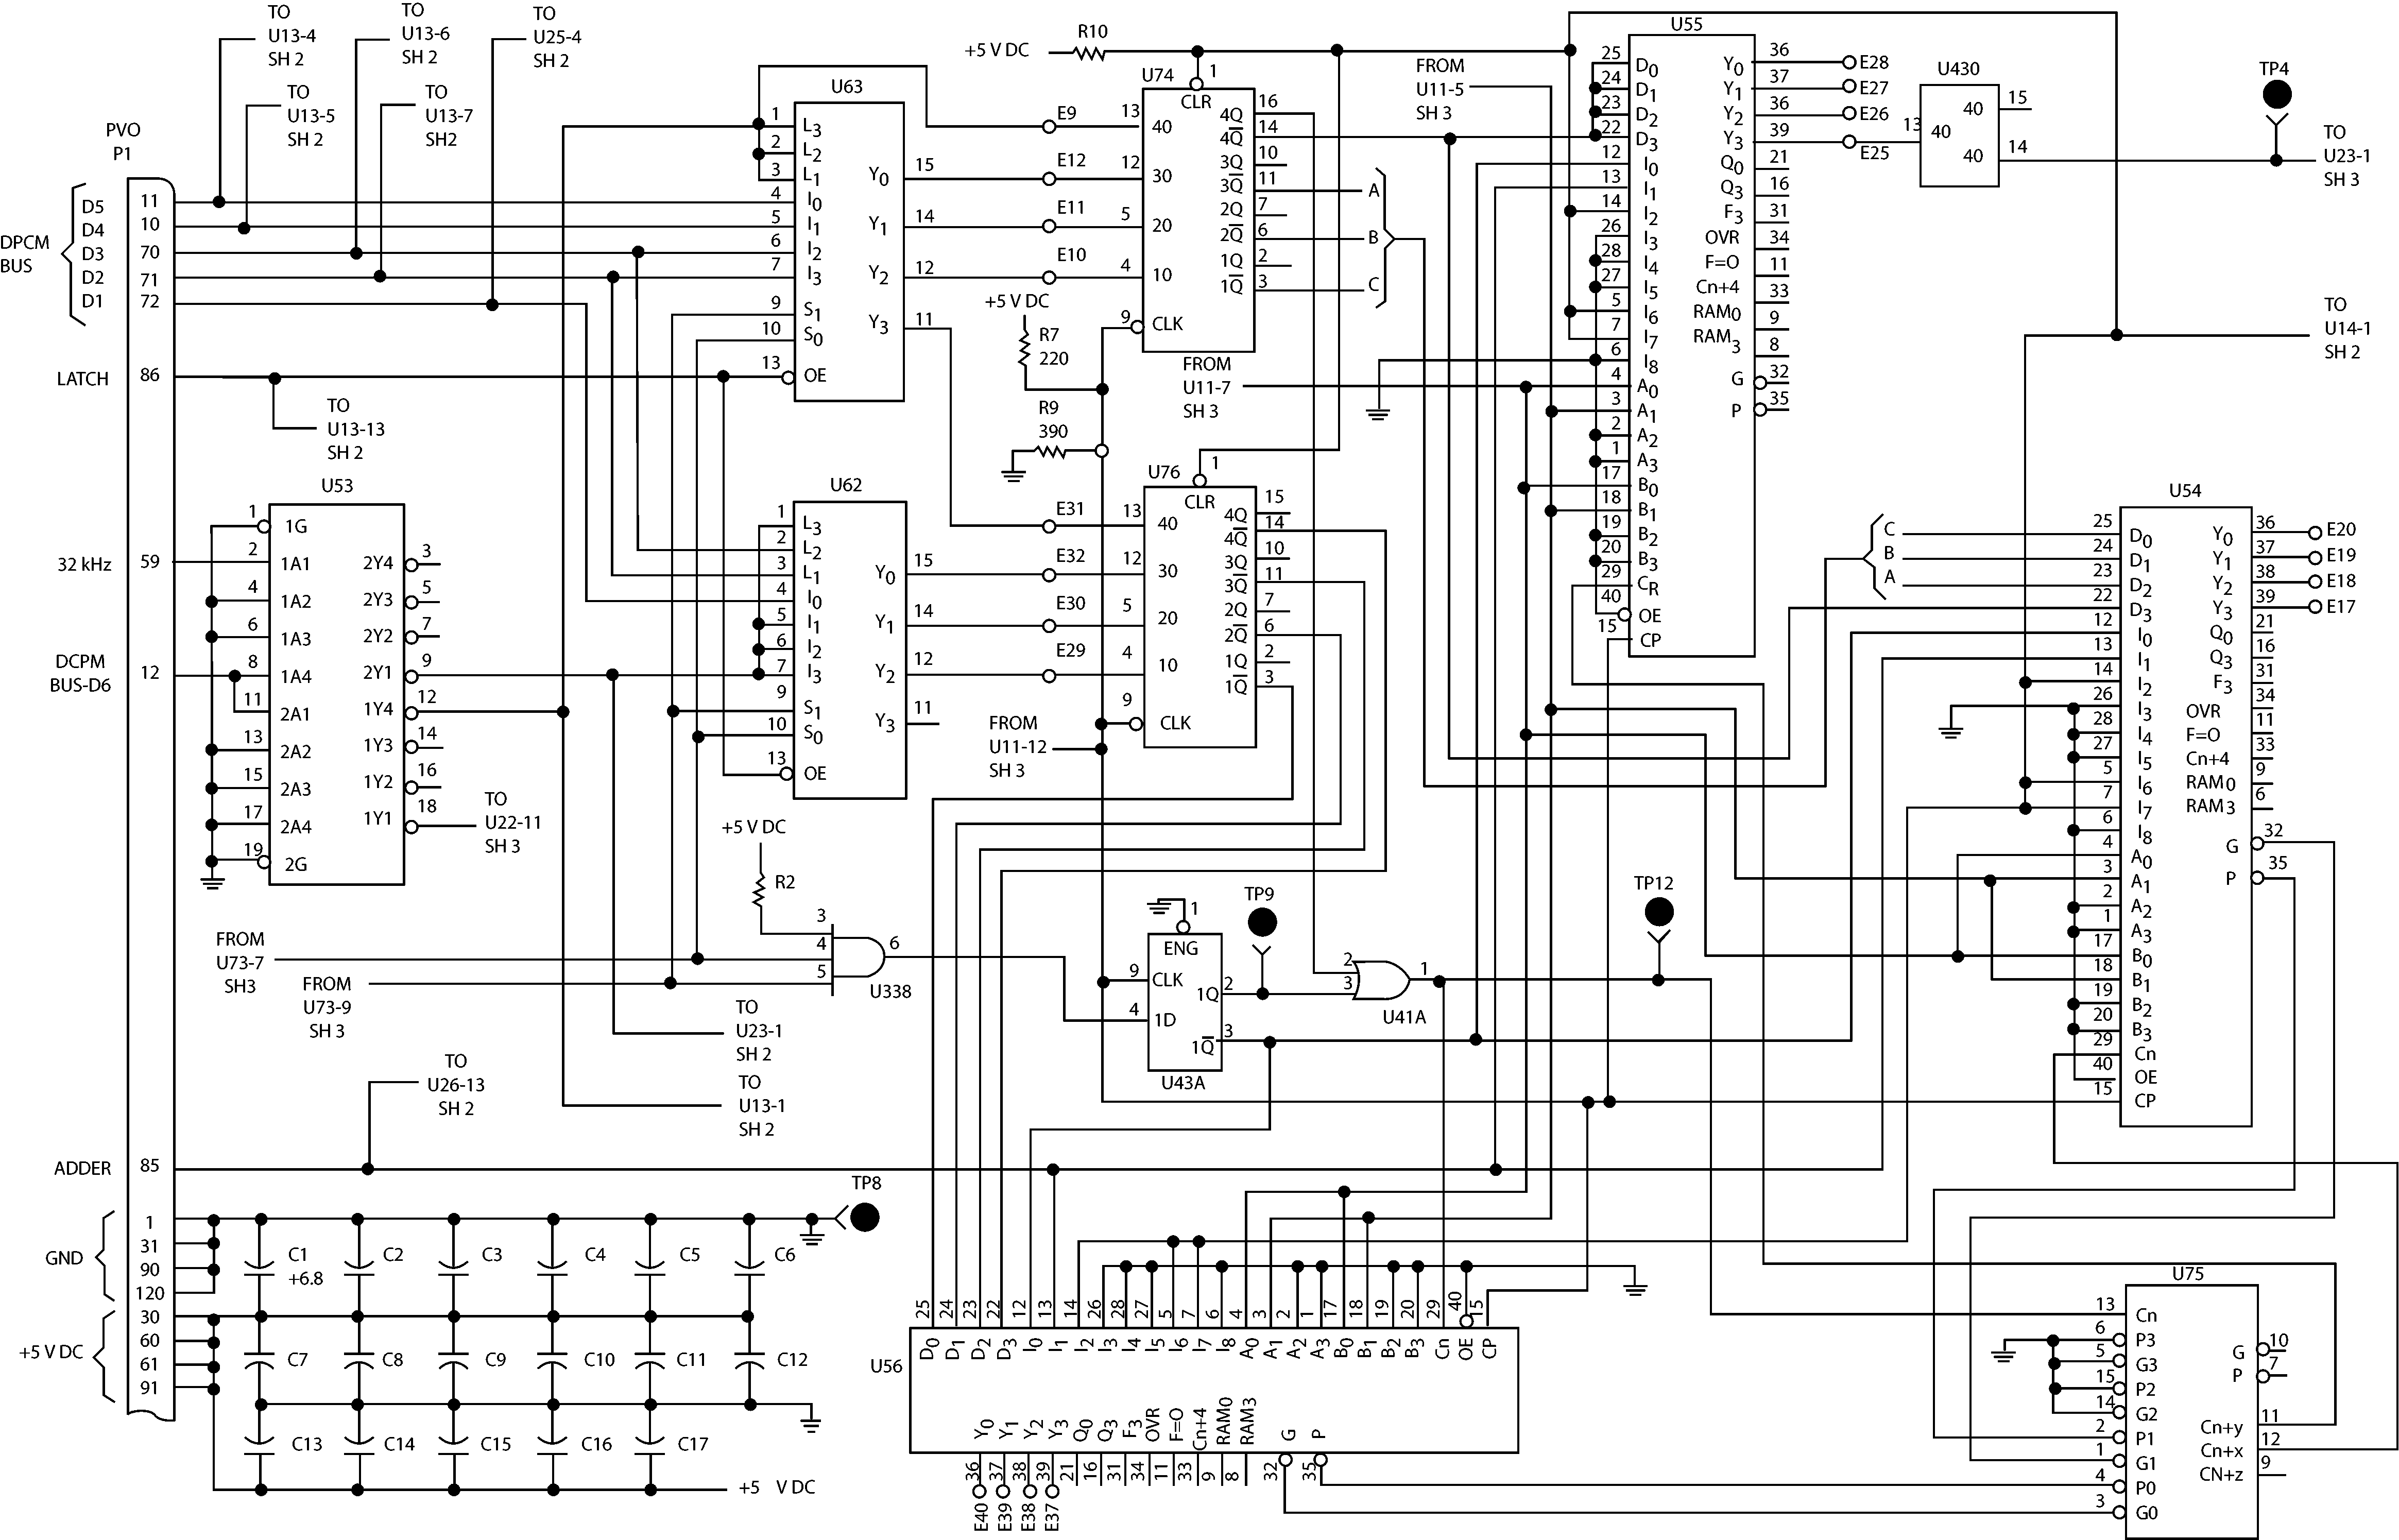 TO
U13-4
SH 2
TO
U13-6
SH 2
TO
U25-4
SH 2
TO
U13-5
SH 2
TO
U13-7
SH2
PVO
P1
DPCM
BUS
D5
D4
D3
D2
D1
11
10
70
71
72
LATCH
86
TO
U13-13
SH 2
32 kHz
59
DCPM
BUS-D6
12
ADDER
85
GND
1
31
90
120
+5 V DC
30
60
61
91
U53
1 1G
2 1A1
4 1A2
6 1A3
8 1A4
11 2A1
13 2A2
15 2A3
17 2A4
19 2G
2Y4 3
2Y3 5
2Y2 7
2Y1 9
1Y4 12
1Y3 14
1Y2 16
1Y1 18
TO
U22-11
SH 3
FROM
U73-7
SH3
FROM
U73-9
SH 3
TO
U26-13
SH 2
TO
U23-1
SH 2
TO
U13-1
SH 2
TP8
C1
+6.8
C2
C3
C4
C5
C6
C7
C8
C9
C10
C11
C12
C13
C14
C15
C16
C17
+5 V DC
U63
1 L3
2 L2
3 L1
4 I0
5 I1
6 I2
7 I3
9 S1
10 S0
13 OE
Y0 15
Y1 14
Y2 12
Y3 11
U62
1 L3
2 L2
3 L1
4 I0
5 I1
6 I2
7 I3
9 S1
10 S0
13 OE
Y0 15
Y1 14
Y2 12
Y3 11
+5 V DC
R2
3
4
5
6
U338
+5 V DC
R10
E9
E12
E11
E10
+5 V DC
R7
220
R9
390
E31
E32
E30
E29
FROM
U11-12
SH 3
U74
1
CLR
13 40
12 30
5 20
4 10
9 CLK
4Q 16
4Q 14
3Q 10
3Q 11
2Q 7
2Q 6
1Q 2
1Q 3
A
B
C
FROM
U11-7
SH 3
FROM
U11-5
SH 3
U76
1
CLR
13 40
12 30
5 20
4 10
9 CLK
4Q 15
4Q 14
3Q 10
3Q 11
2Q 7
2Q 6
1Q 2
1Q 3
1
ENG
9 CLK
4 1D
1Q 2
1Q 3
U43A
TP9
2
3
1
U41A
TP12
U55
25 D0
24 D1
23 D2
22 D3
12 I0
13 I1
14 I2
26 I3
28 I4
27 I5
5 I6
7 I7
6 I8
4 A0
3 A1
2 A2
1 A3
17 B0
18 B1
19 B2
20 B3
29 CR
40 OE
15 CP
Y0 36 E28
Y1 37 E27
Y2 36 E26
Y3 39 E25
Q0 21
Q3 16
F3 31
OVR 34
F=O 11
Cn+4 33
RAM0 9
RAM3 8
G 32
P 35
U430
13 40
40 15
40 14
TP4
TO
U23-1
SH 3
TO
U14-1
SH 2
C
B
A
U54
25 D0
24 D1
23 D2
22 D3
12 I0
13 I1
14 I2
26 I3
28 I4
27 I5
5 I6
7 I7
6 I8
4 A0
3 A1
2 A2
1 A3
17 B0
18 B1
19 B2
20 B3
29 Cn
40 OE
15 CP
Y0 36 E20
Y1 37 E19
Y2 38 E18
Y3 39 E17
Q0 21
Q3 16
F3 31
OVR 34
F=O 11
Cn+4 33
RAM0 9
RAM3 6
G 32
P 35
U56
25 24 23 22 12 13 14 26 28 27 5 7 6 4 3 2 1 17 18 19 20 29 40 15
D0 D1 D2 D3 I0 I1 I2 I3 I4 I5 I6 I7 I8 A0 A1 A2 A3 B0 B1 B2 B3 Cn OE CP
Y0 Y1 Y2 Y3 Q0 Q3 F3 OVR F=O Cn+4 RAM0 RAM3 G P
36 37 38 39 21 16 31 34 11 33 9 8 32 35
E40 E39 E38 E37
U75
13 Cn
6 P3
5 G3
15 P2
14 G2
2 P1
1 G1
4 P0
3 G0
G 10
P 7
Cn+y 11
Cn+x 12
CN+z 9